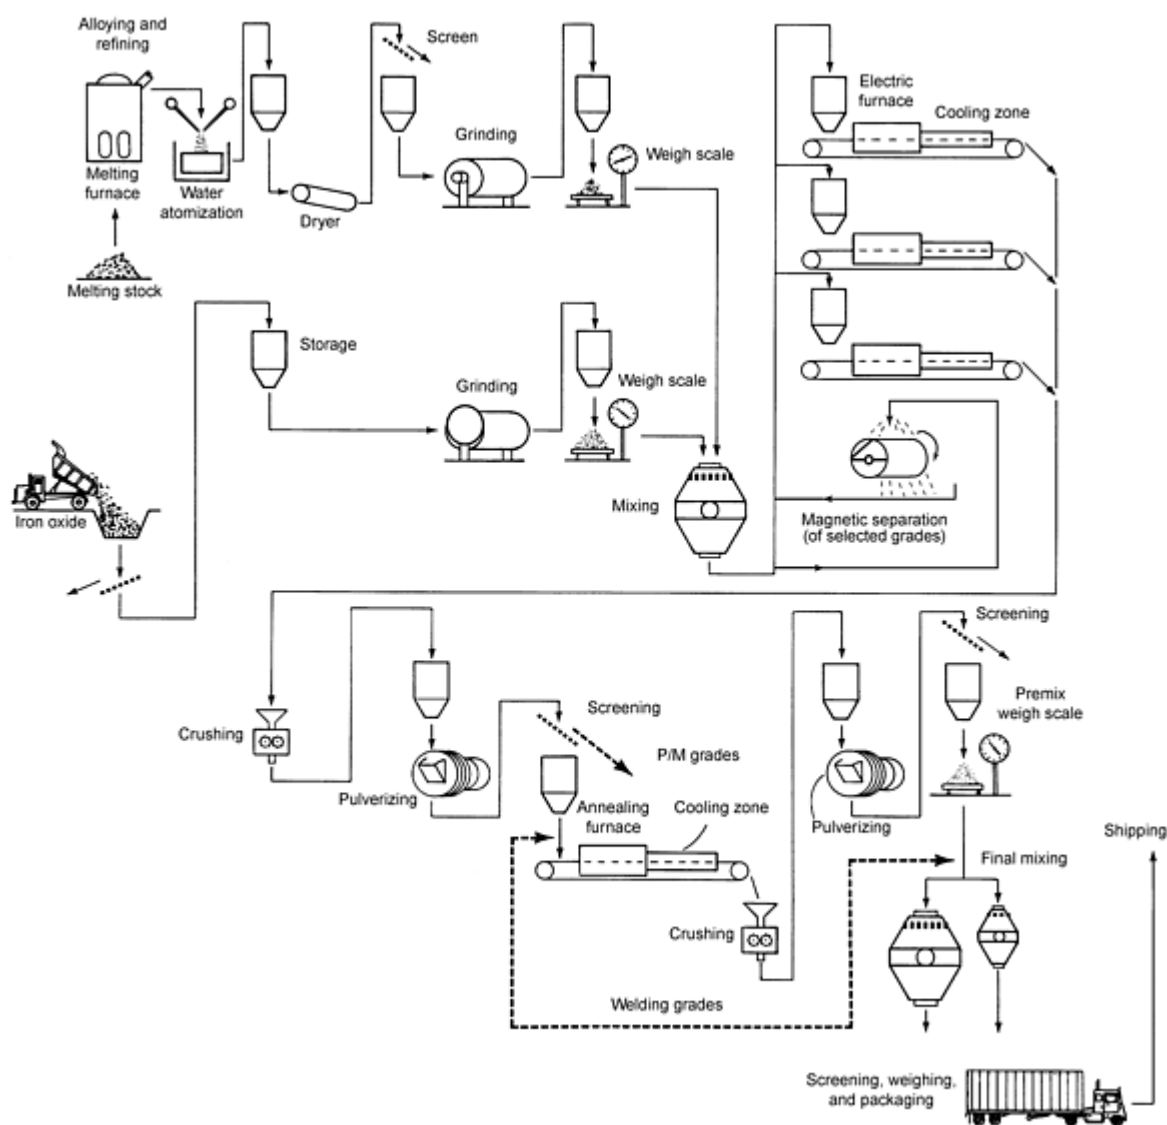 Alloying and
refining
Screen
Electric
furnace
Cooling zone
Grinding
Weigh scale
Melting
furnace
Water
atomization
Dryer
Melting stock
Storage
Grinding
Weigh scale
Iron oxide
Mixing
Magnetic separation
(of selected grades)
Screening
Crushing
Screening
Premix
weigh scale
P/M grades
Pulverizing
Annealing
furnace
Cooling zone
Pulverizing
Shipping
Final mixing
Crushing
Welding grades
Screening, weighing,
and packaging